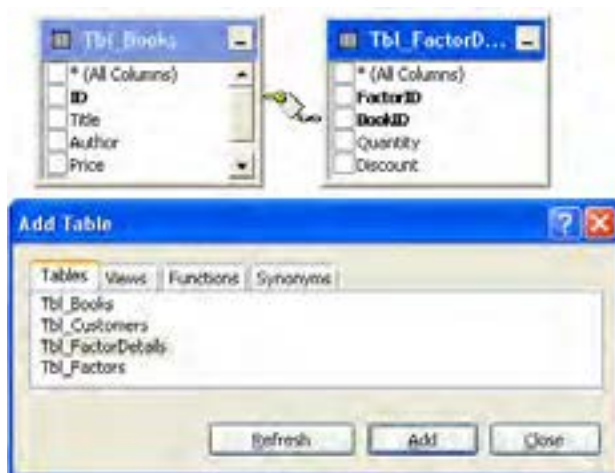 Tbl_Books
* (All Columns)
ID
Title
Author
Price
Tbl_FactorD...
* (All Columns)
FactorID
BookID
Quantity
Discount
Add Table
Tables Views Functions Synonyms
Tbl_Books
Tbl_Customers
Tbl_FactorDetails
Tbl_Factors
Refresh Add Close